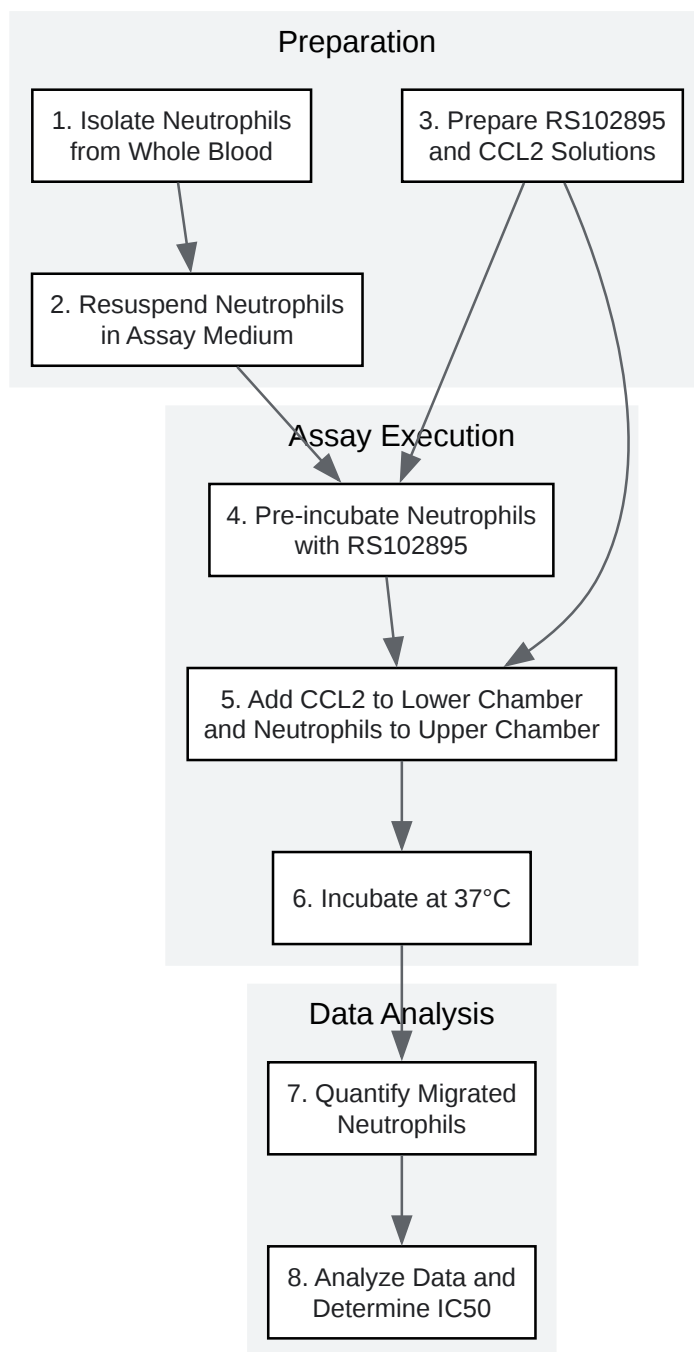 Preparation
1. Isolate Neutrophils
from Whole Blood
3. Prepare RS102895
and CCL2 Solutions
2. Resuspend Neutrophils
in Assay Medium
Assay Execution
4. Pre-incubate Neutrophils
with RS102895
5. Add CCL2 to Lower Chamber
and Neutrophils to Upper Chamber
6. Incubate at 37°C
Data Analysis
7. Quantify Migrated
Neutrophils
8. Analyze Data and
Determine IC50